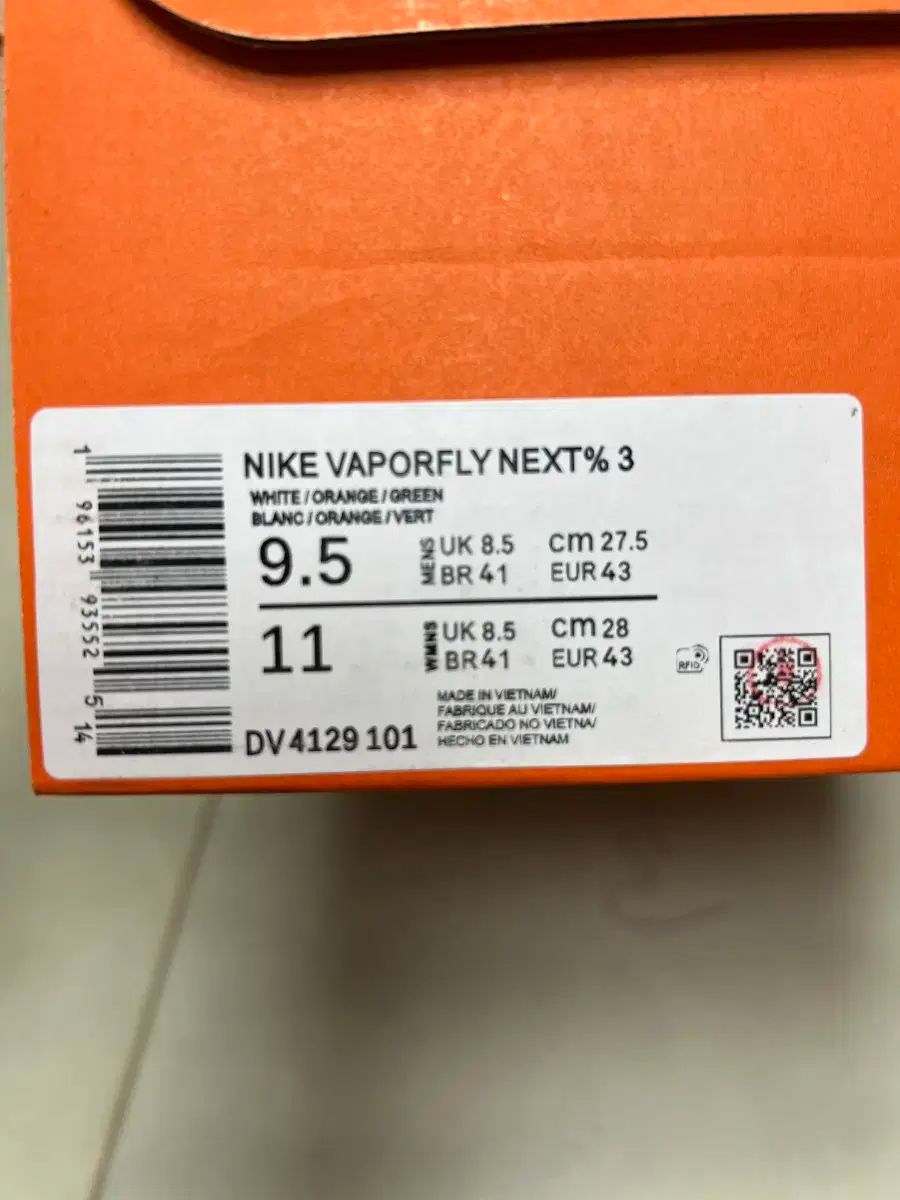 NIKE VAPORFLY NEXT% 3
WHITE / ORANGE / GREEN
BLANC / ORANGE / VERT
9.5 MENS UK 8.5 cm 27.5
BR 41 EUR 43
11 WMNS UK 8.5 cm 28
BR 41 EUR 43
MADE IN VIETNAM/
FABRIQUE AU VIETNAM/
FABRICADO NO VIETNA/
HECHO EN VIETNAM
DV4129 101
RFID
1 96153 93552 5 14